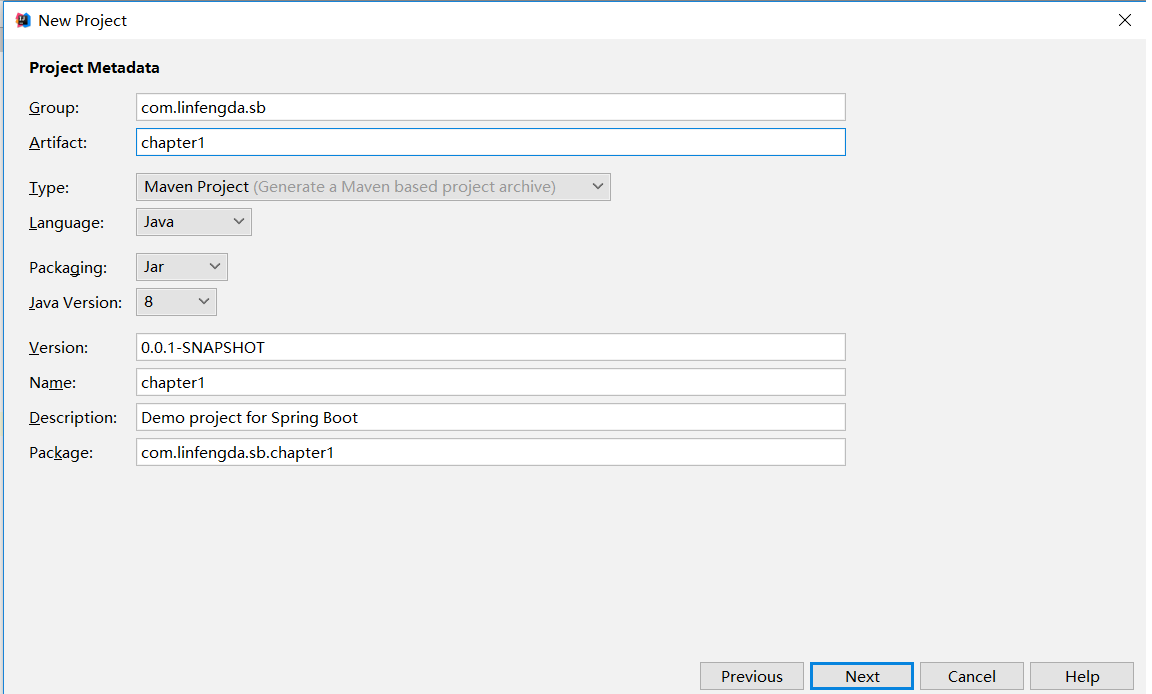 New Project
Project Metadata
Group: com.linfengda.sb
Artifact: chapter1
Type: Maven Project (Generate a Maven based project archive)
Language: Java
Packaging: Jar
Java Version: 8
Version: 0.0.1-SNAPSHOT
Name: chapter1
Description: Demo project for Spring Boot
Package: com.linfengda.sb.chapter1
Previous Next Cancel Help